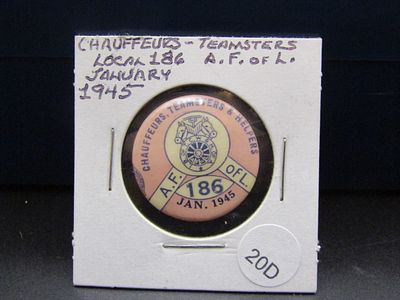 CHAUFFEURS - TEAMSTERS
LOCAL 186 A.F. OF L.
JANUARY
1945
CHAUFFEURS, TEAMSTERS & HELPERS
A.F. OF L.
186
JAN. 1945
20D